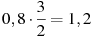 0,8 · 3/2 = 1,2